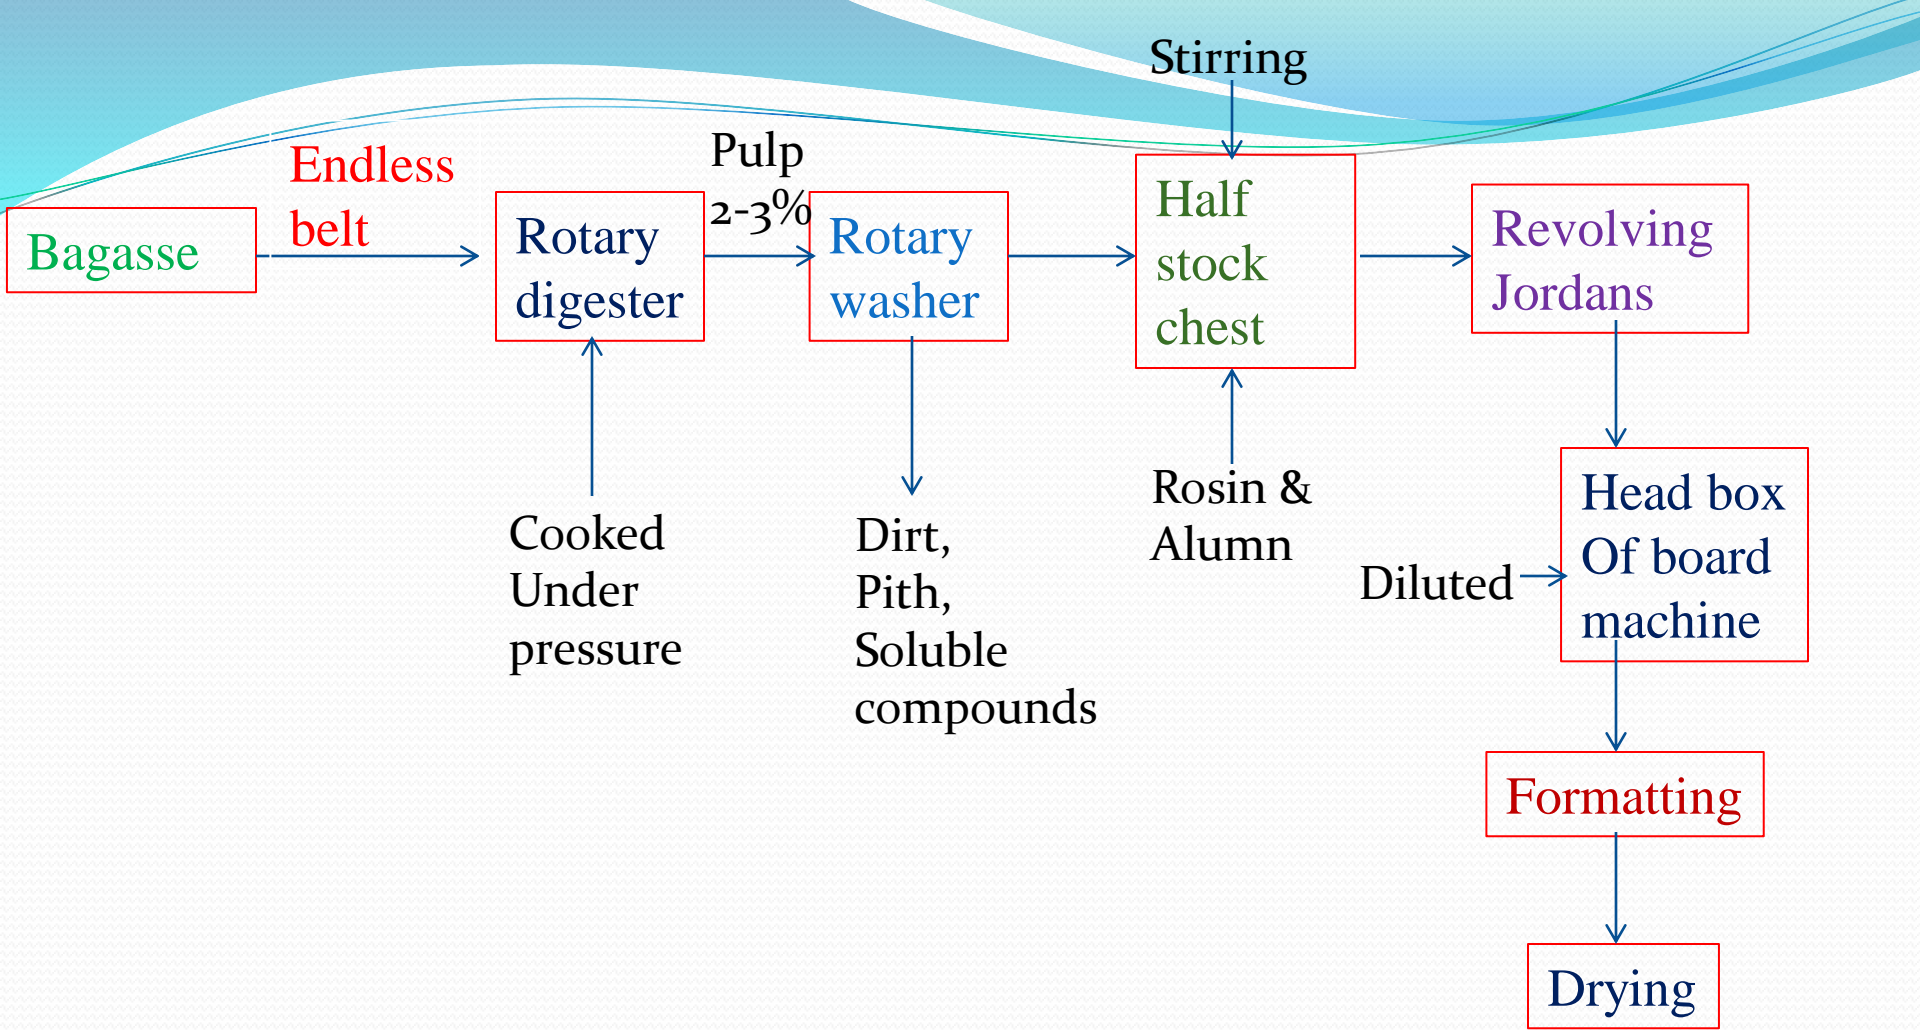 Stirring
Endless
belt
Pulp
2-3%
Bagasse
Rotary
digester
Rotary
washer
Half
stock
chest
Revolving
Jordans
Cooked
Under
pressure
Dirt,
Pith,
Soluble
compounds
Rosin &
Alumn
Diluted
Head box
Of board
machine
Formatting
Drying